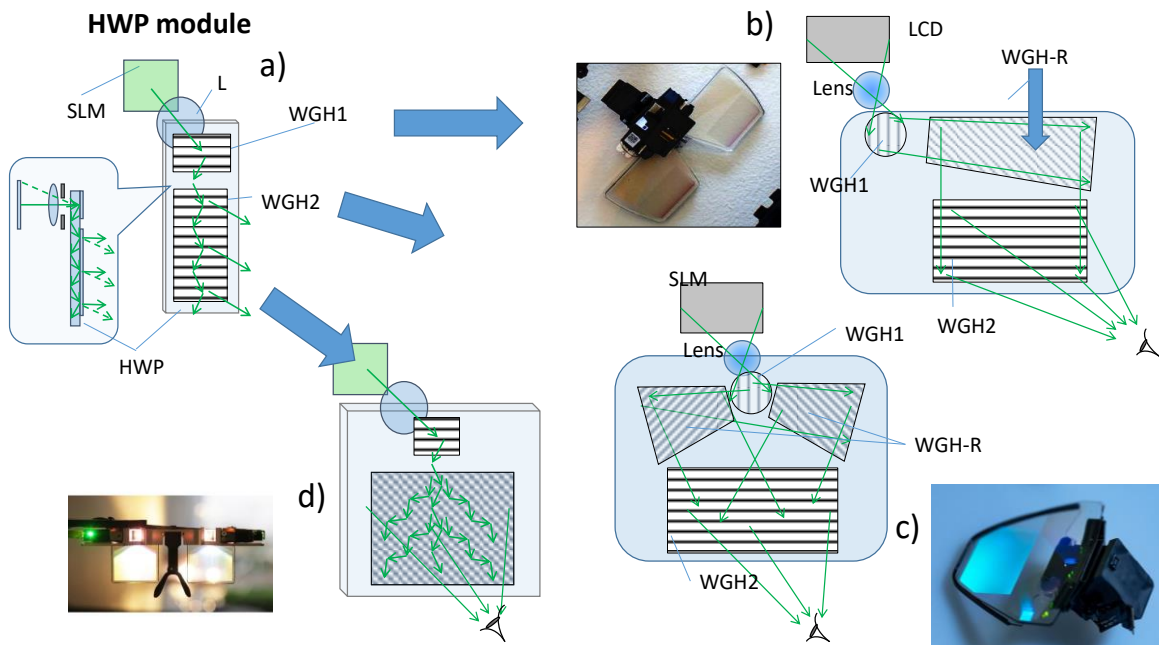 HWP module
a)
SLM
L
WGH1
WGH2
HWP
b)
LCD
WGH-R
Lens
WGH1
WGH2
SLM
WGH1
Lens
WGH-R
c)
WGH2
d)